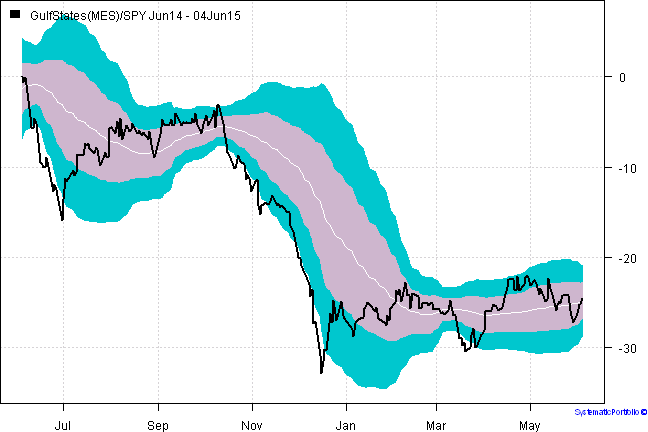 GulfStates(MES)/SPY Jun14 - 04Jun15
0
-10
-20
-30
Jul Sep Nov Jan Mar May
SystematicPortfolio ©